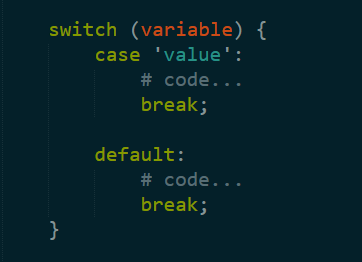 switch (variable) {
    case 'value':
        # code...
        break;

    default:
        # code...
        break;
}